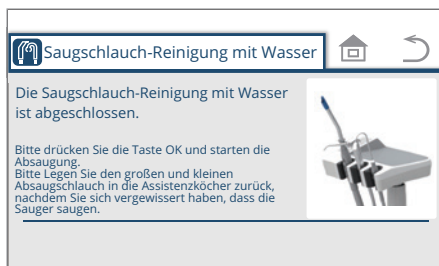 Saugschlauch-Reinigung mit Wasser
Die Saugschlauch-Reinigung mit Wasser
ist abgeschlossen.
Bitte drücken Sie die Taste OK und starten die
Absaugung.
Bitte Legen Sie den großen und kleinen
Absaugschlauch in die Assistenzköcher zurück,
nachdem Sie sich vergewissert haben, dass die
Sauger saugen.